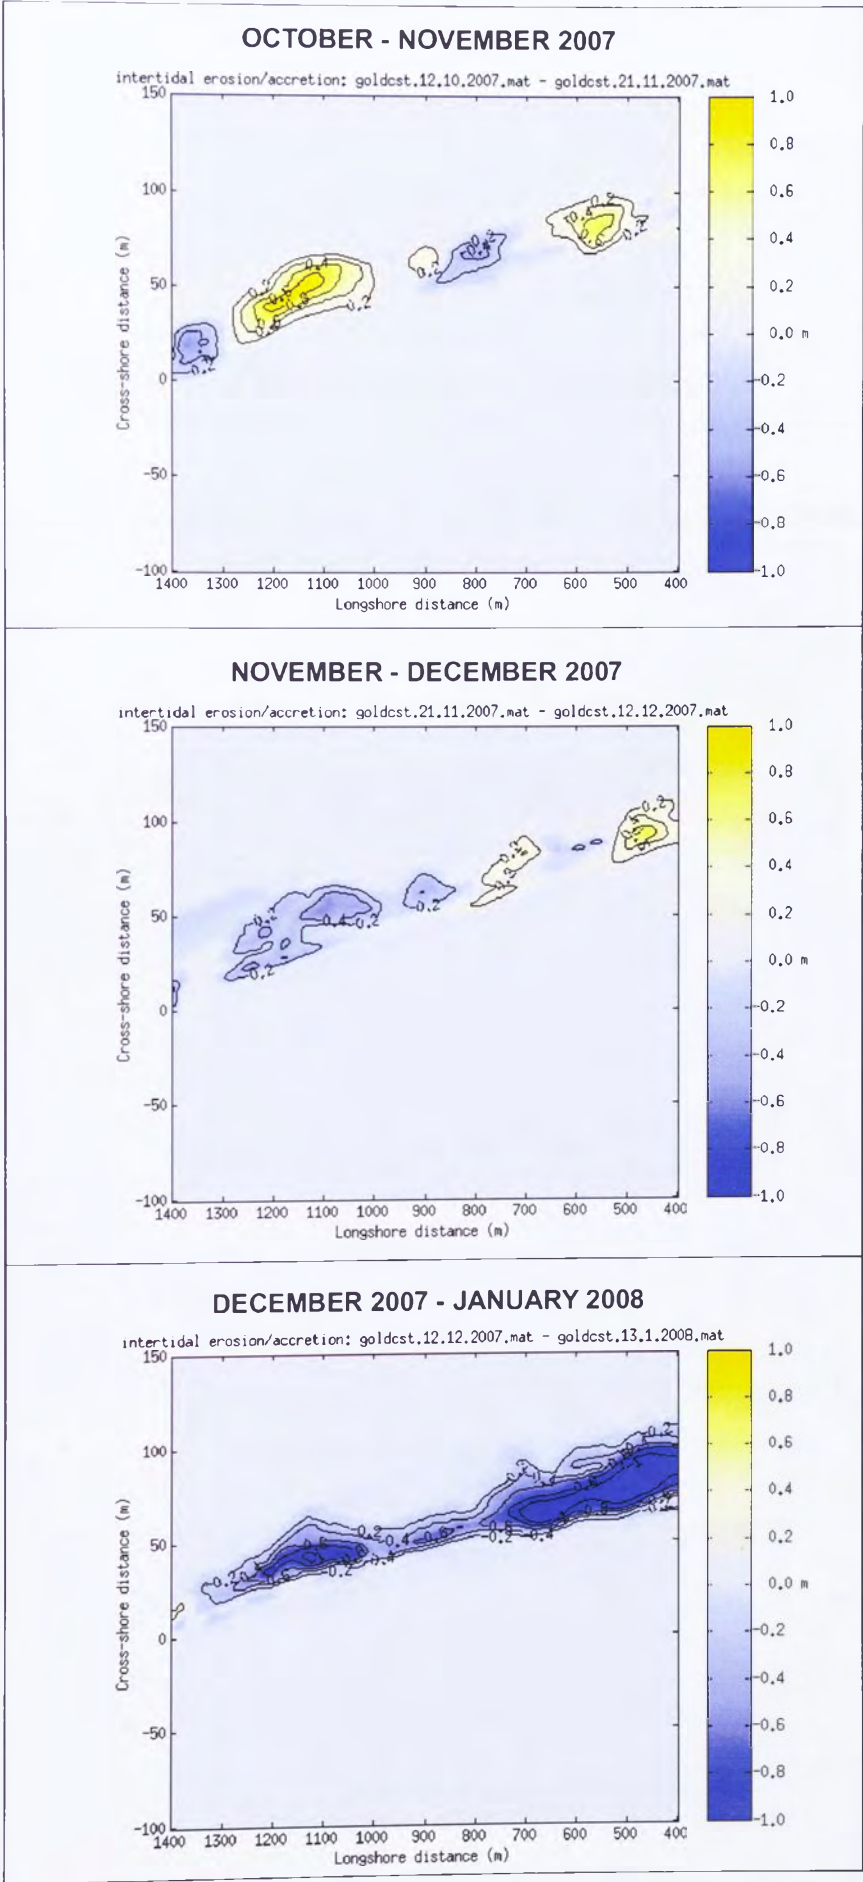 OCTOBER - NOVEMBER 2007
intertidal erosion/accretion: goldcst.12.10.2007.mat - goldcst.21.11.2007.mat
150
100
50
0
-50
-100
Cross-shore distance (m)
1400 1300 1200 1100 1000 900 800 700 600 500 400
Longshore distance (m)
1.0
0.8
0.6
0.4
0.2
0.0 m
-0.2
-0.4
-0.6
-0.8
-1.0
NOVEMBER - DECEMBER 2007
intertidal erosion/accretion: goldcst.21.11.2007.mat - goldcst.12.12.2007.mat
150
100
50
0
-50
-100
Cross-shore distance (m)
1400 1300 1200 1100 1000 900 800 700 600 500 400
Longshore distance (m)
1.0
0.8
0.6
0.4
0.2
0.0 m
-0.2
-0.4
-0.6
-0.8
-1.0
DECEMBER 2007 - JANUARY 2008
intertidal erosion/accretion: goldcst.12.12.2007.mat - goldcst.13.1.2008.mat
150
100
50
0
-50
-100
Cross-shore distance (m)
1400 1300 1200 1100 1000 900 800 700 600 500 400
Longshore distance (m)
1.0
0.8
0.6
0.4
0.2
0.0 m
-0.2
-0.4
-0.6
-0.8
-1.0